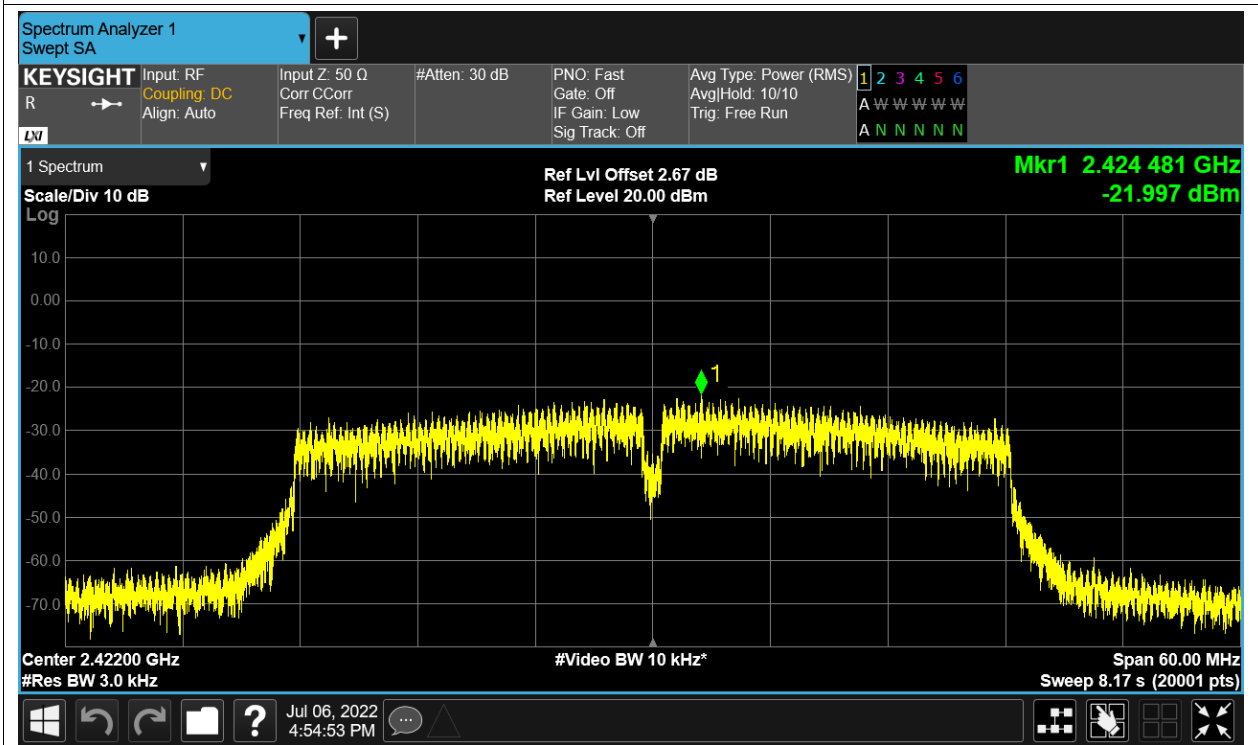 Spectrum Analyzer 1
Swept SA
KEYSIGHT
R
LXI
Input: RF
Coupling: DC
Align: Auto
Input Z: 50 Ω
Corr CCorr
Freq Ref: Int (S)
#Atten: 30 dB
PNO: Fast
Gate: Off
IF Gain: Low
Sig Track: Off
Avg Type: Power (RMS)
Avg|Hold: 10/10
Trig: Free Run
1 2 3 4 5 6
A W W W W W
A N N N N N
1 Spectrum
Scale/Div 10 dB
Log
Ref Lvl Offset 2.67 dB
Ref Level 20.00 dBm
Mkr1 2.424 481 GHz
-21.997 dBm
10.0
0.00
-10.0
-20.0
-30.0
-40.0
-50.0
-60.0
-70.0
1
Center 2.42200 GHz
#Res BW 3.0 kHz
#Video BW 10 kHz*
Span 60.00 MHz
Sweep 8.17 s (20001 pts)
?
Jul 06, 2022
4:54:53 PM